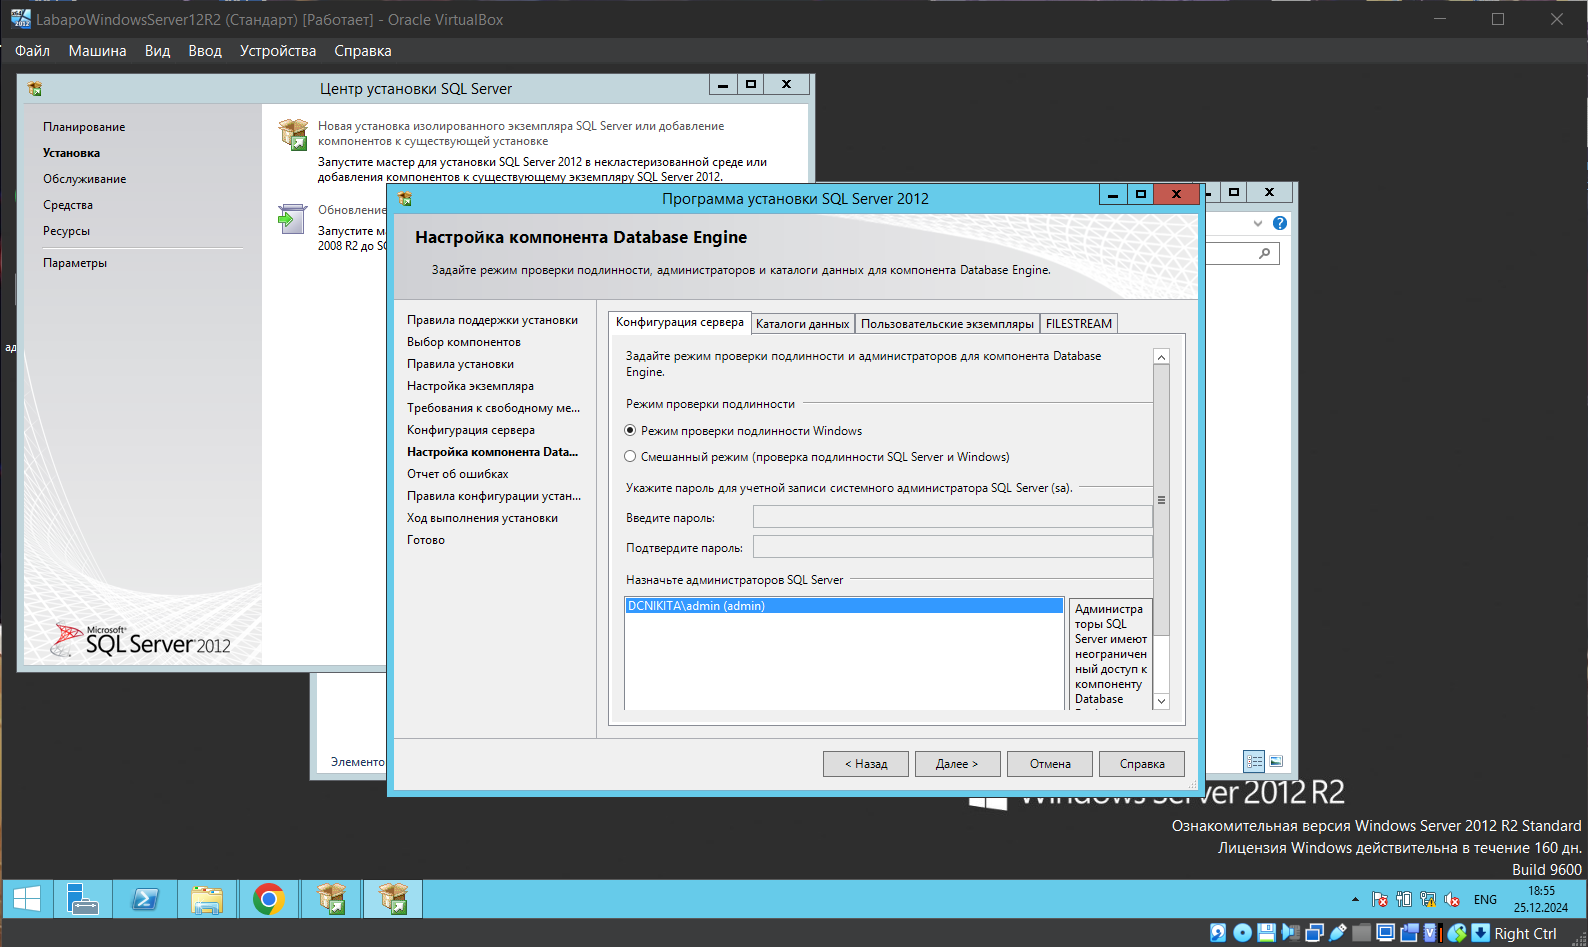 LabapoWindowsServer12R2 (Стандарт) [Работает] - Oracle VirtualBox
Файл Машина Вид Ввод Устройства Справка
Центр установки SQL Server
Планирование
Установка
Обслуживание
Средства
Ресурсы
Параметры
Новая установка изолированного экземпляра SQL Server или добавление
компонентов к существующей установке
Запустите мастер для установки SQL Server 2012 в некластеризованной среде или
добавления компонентов к существующему экземпляру SQL Server 2012.
Обновление
Запустите м
2008 R2 до SQ
Microsoft
SQL Server 2012
ад
Программа установки SQL Server 2012
Настройка компонента Database Engine
Задайте режим проверки подлинности, администраторов и каталоги данных для компонента Database Engine.
Правила поддержки установки
Выбор компонентов
Правила установки
Настройка экземпляра
Требования к свободному ме...
Конфигурация сервера
Настройка компонента Data...
Отчет об ошибках
Правила конфигурации устан...
Ход выполнения установки
Готово
Конфигурация сервера Каталоги данных Пользовательские экземпляры FILESTREAM
Задайте режим проверки подлинности и администраторов для компонента Database
Engine.
Режим проверки подлинности
Режим проверки подлинности Windows
Смешанный режим (проверка подлинности SQL Server и Windows)
Укажите пароль для учетной записи системного администратора SQL Server (sa).
Введите пароль:
Подтвердите пароль:
Назначьте администраторов SQL Server
DCNIKITA\admin (admin)
Администра
торы SQL
Server имеют
неограничен
ный доступ к
компоненту
Database
< Назад Далее > Отмена Справка
Элементо
Windows Server 2012 R2
Ознакомительная версия Windows Server 2012 R2 Standard
Лицензия Windows действительна в течение 160 дн.
Build 9600
ENG
18:55
25.12.2024
Right Ctrl